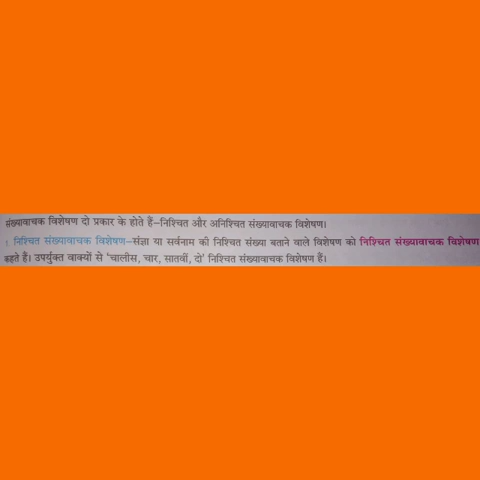 संख्यावाचक विशेषण दो प्रकार के होते हैं–निश्चित और अनिश्चित संख्यावाचक विशेषण।
1. निश्चित संख्यावाचक विशेषण–संज्ञा या सर्वनाम की निश्चित संख्या बताने वाले विशेषण को निश्चित संख्यावाचक विशेषण
कहते हैं। उपर्युक्त वाक्यों से 'चालीस, चार, सातवीं, दो' निश्चित संख्यावाचक विशेषण हैं।